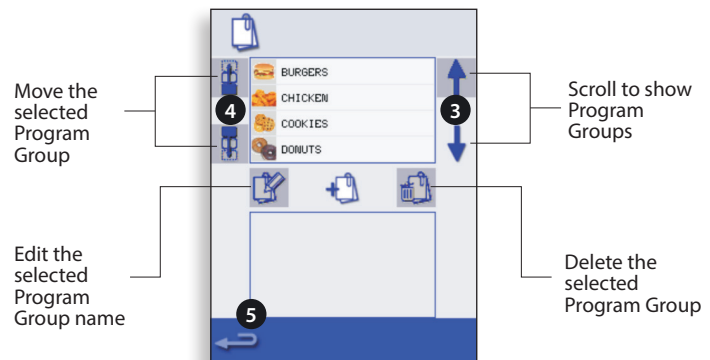 Move the
selected
Program
Group
4
BURGERS
CHICKEN
COOKIES
DONUTS
3
Scroll to show
Program
Groups
Edit the
selected
Program
Group name
Delete the
selected
Program Group
5